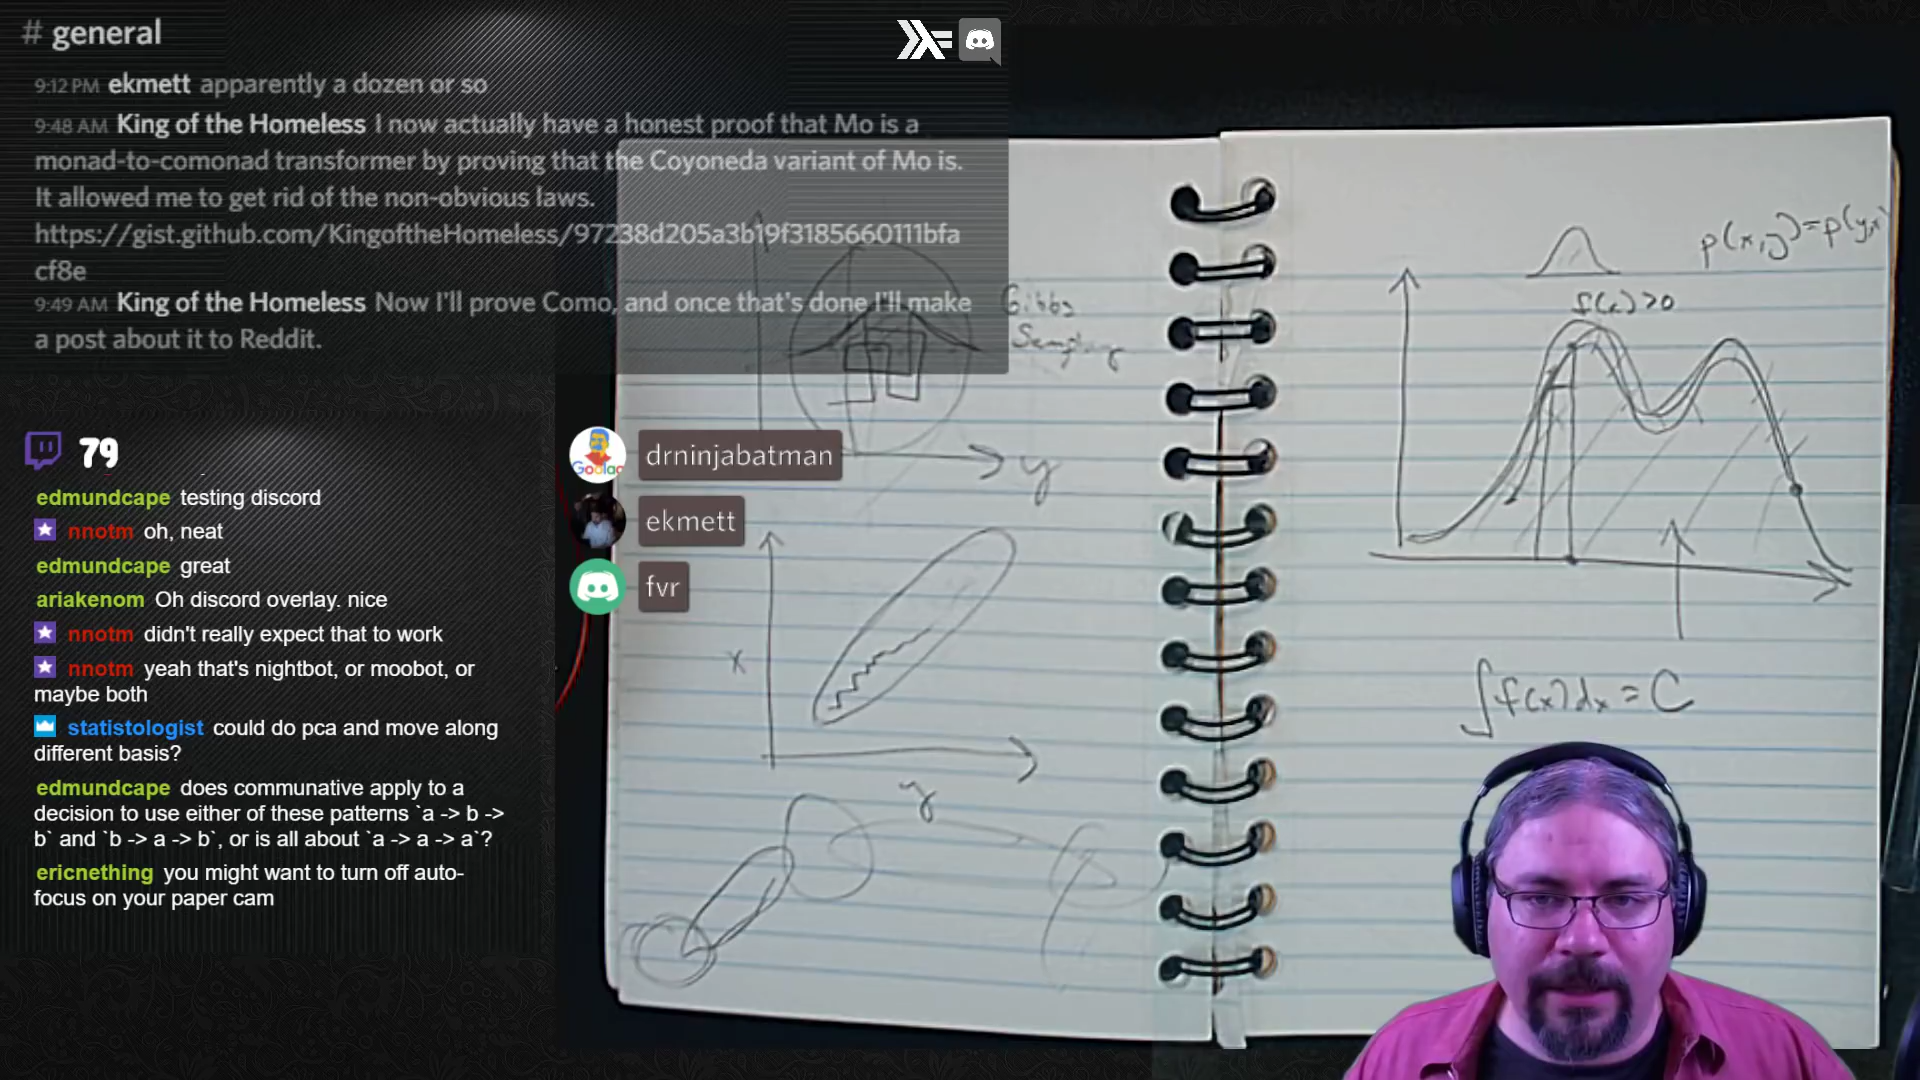 # general
9:12 PM ekmett apparently a dozen or so
9:48 AM King of the Homeless I now actually have a honest proof that Mo is a
monad-to-comonad transformer by proving that the Coyoneda variant of Mo is.
It allowed me to get rid of the non-obvious laws.
https://gist.github.com/KingoftheHomeless/97238d205a3b19f3185660111bfa
cf8e
9:49 AM King of the Homeless Now I'll prove Como, and once that's done I'll make
a post about it to Reddit.
79
edmundcape testing discord
nnotm oh, neat
edmundcape great
ariakenom Oh discord overlay. nice
nnotm didn't really expect that to work
nnotm yeah that's nightbot, or moobot, or
maybe both
statistologist could do pca and move along
different basis?
edmundcape does communative apply to a
decision to use either of these patterns `a -> b ->
b` and `b -> a -> b`, or is all about `a -> a -> a`?
ericnething you might want to turn off auto-
focus on your paper cam
drninjabatman
ekmett
fvr
Gibbs
Sampling
y
x
y
p(x,y)=p(y,x)
f(x)>0
∫f(x)dx = C